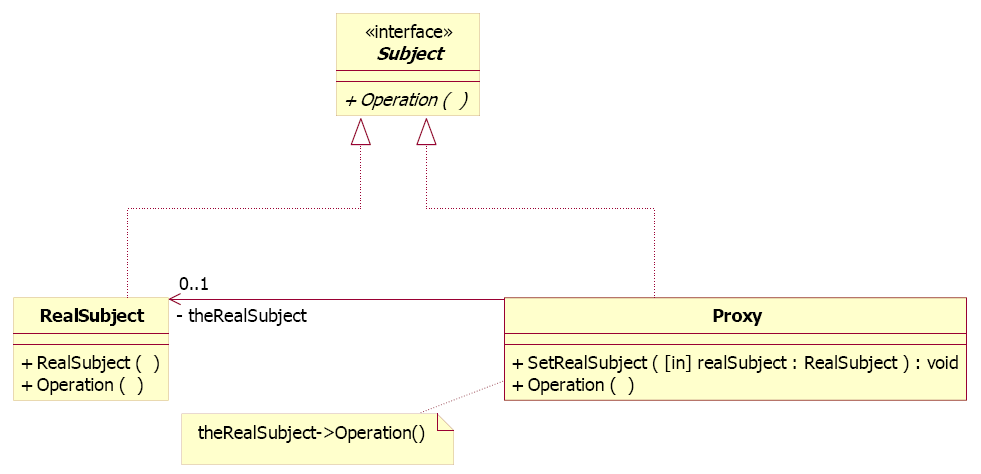 «interface»
Subject
+ Operation ( )
0..1
- theRealSubject
RealSubject
+ RealSubject ( )
+ Operation ( )
Proxy
+ SetRealSubject ( [in] realSubject : RealSubject ) : void
+ Operation ( )
theRealSubject->Operation()